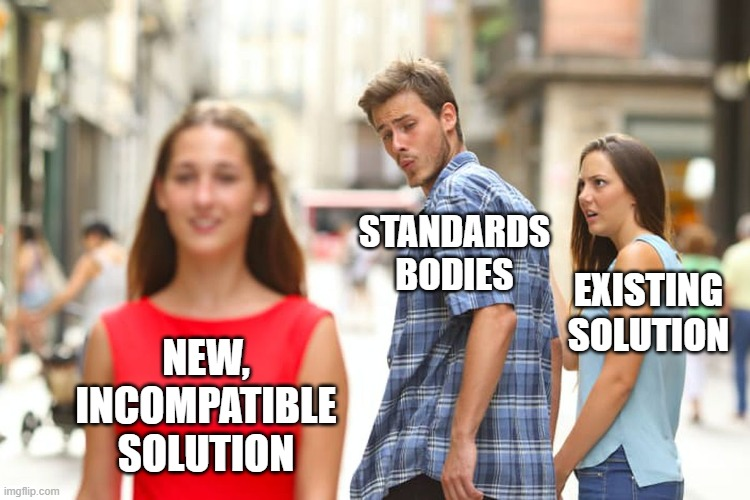 STANDARDS
BODIES
EXISTING
SOLUTION
NEW,
INCOMPATIBLE
SOLUTION
imgflip.com